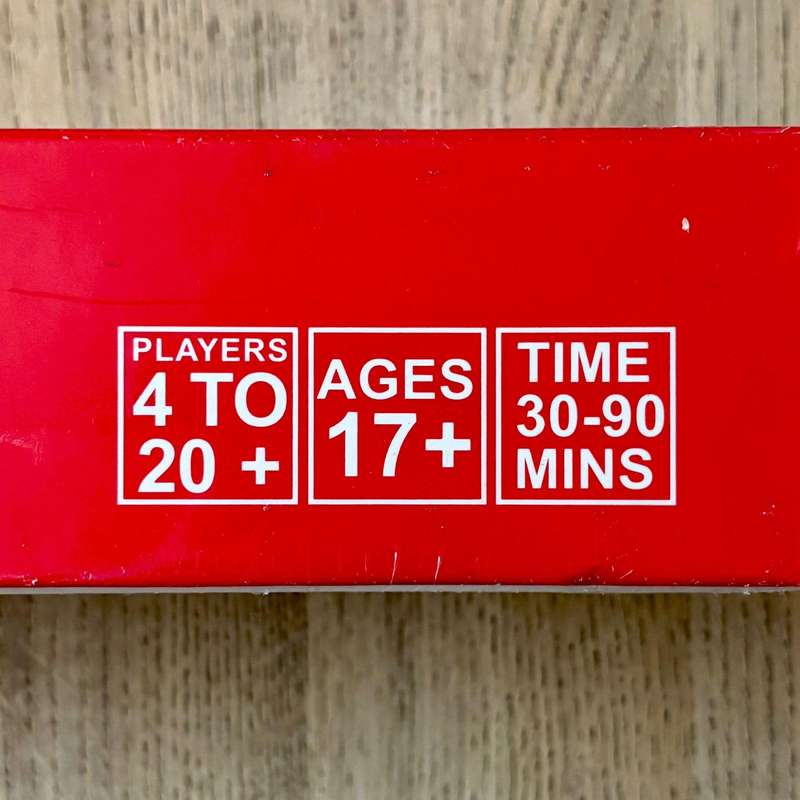 PLAYERS
4 TO
20 +
AGES
17+
TIME
30-90
MINS